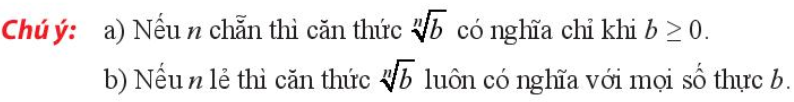 Chú ý: a) Nếu n chẵn thì căn thức ⁿ√b có nghĩa chỉ khi b ≥ 0.
b) Nếu n lẻ thì căn thức ⁿ√b luôn có nghĩa với mọi số thực b.